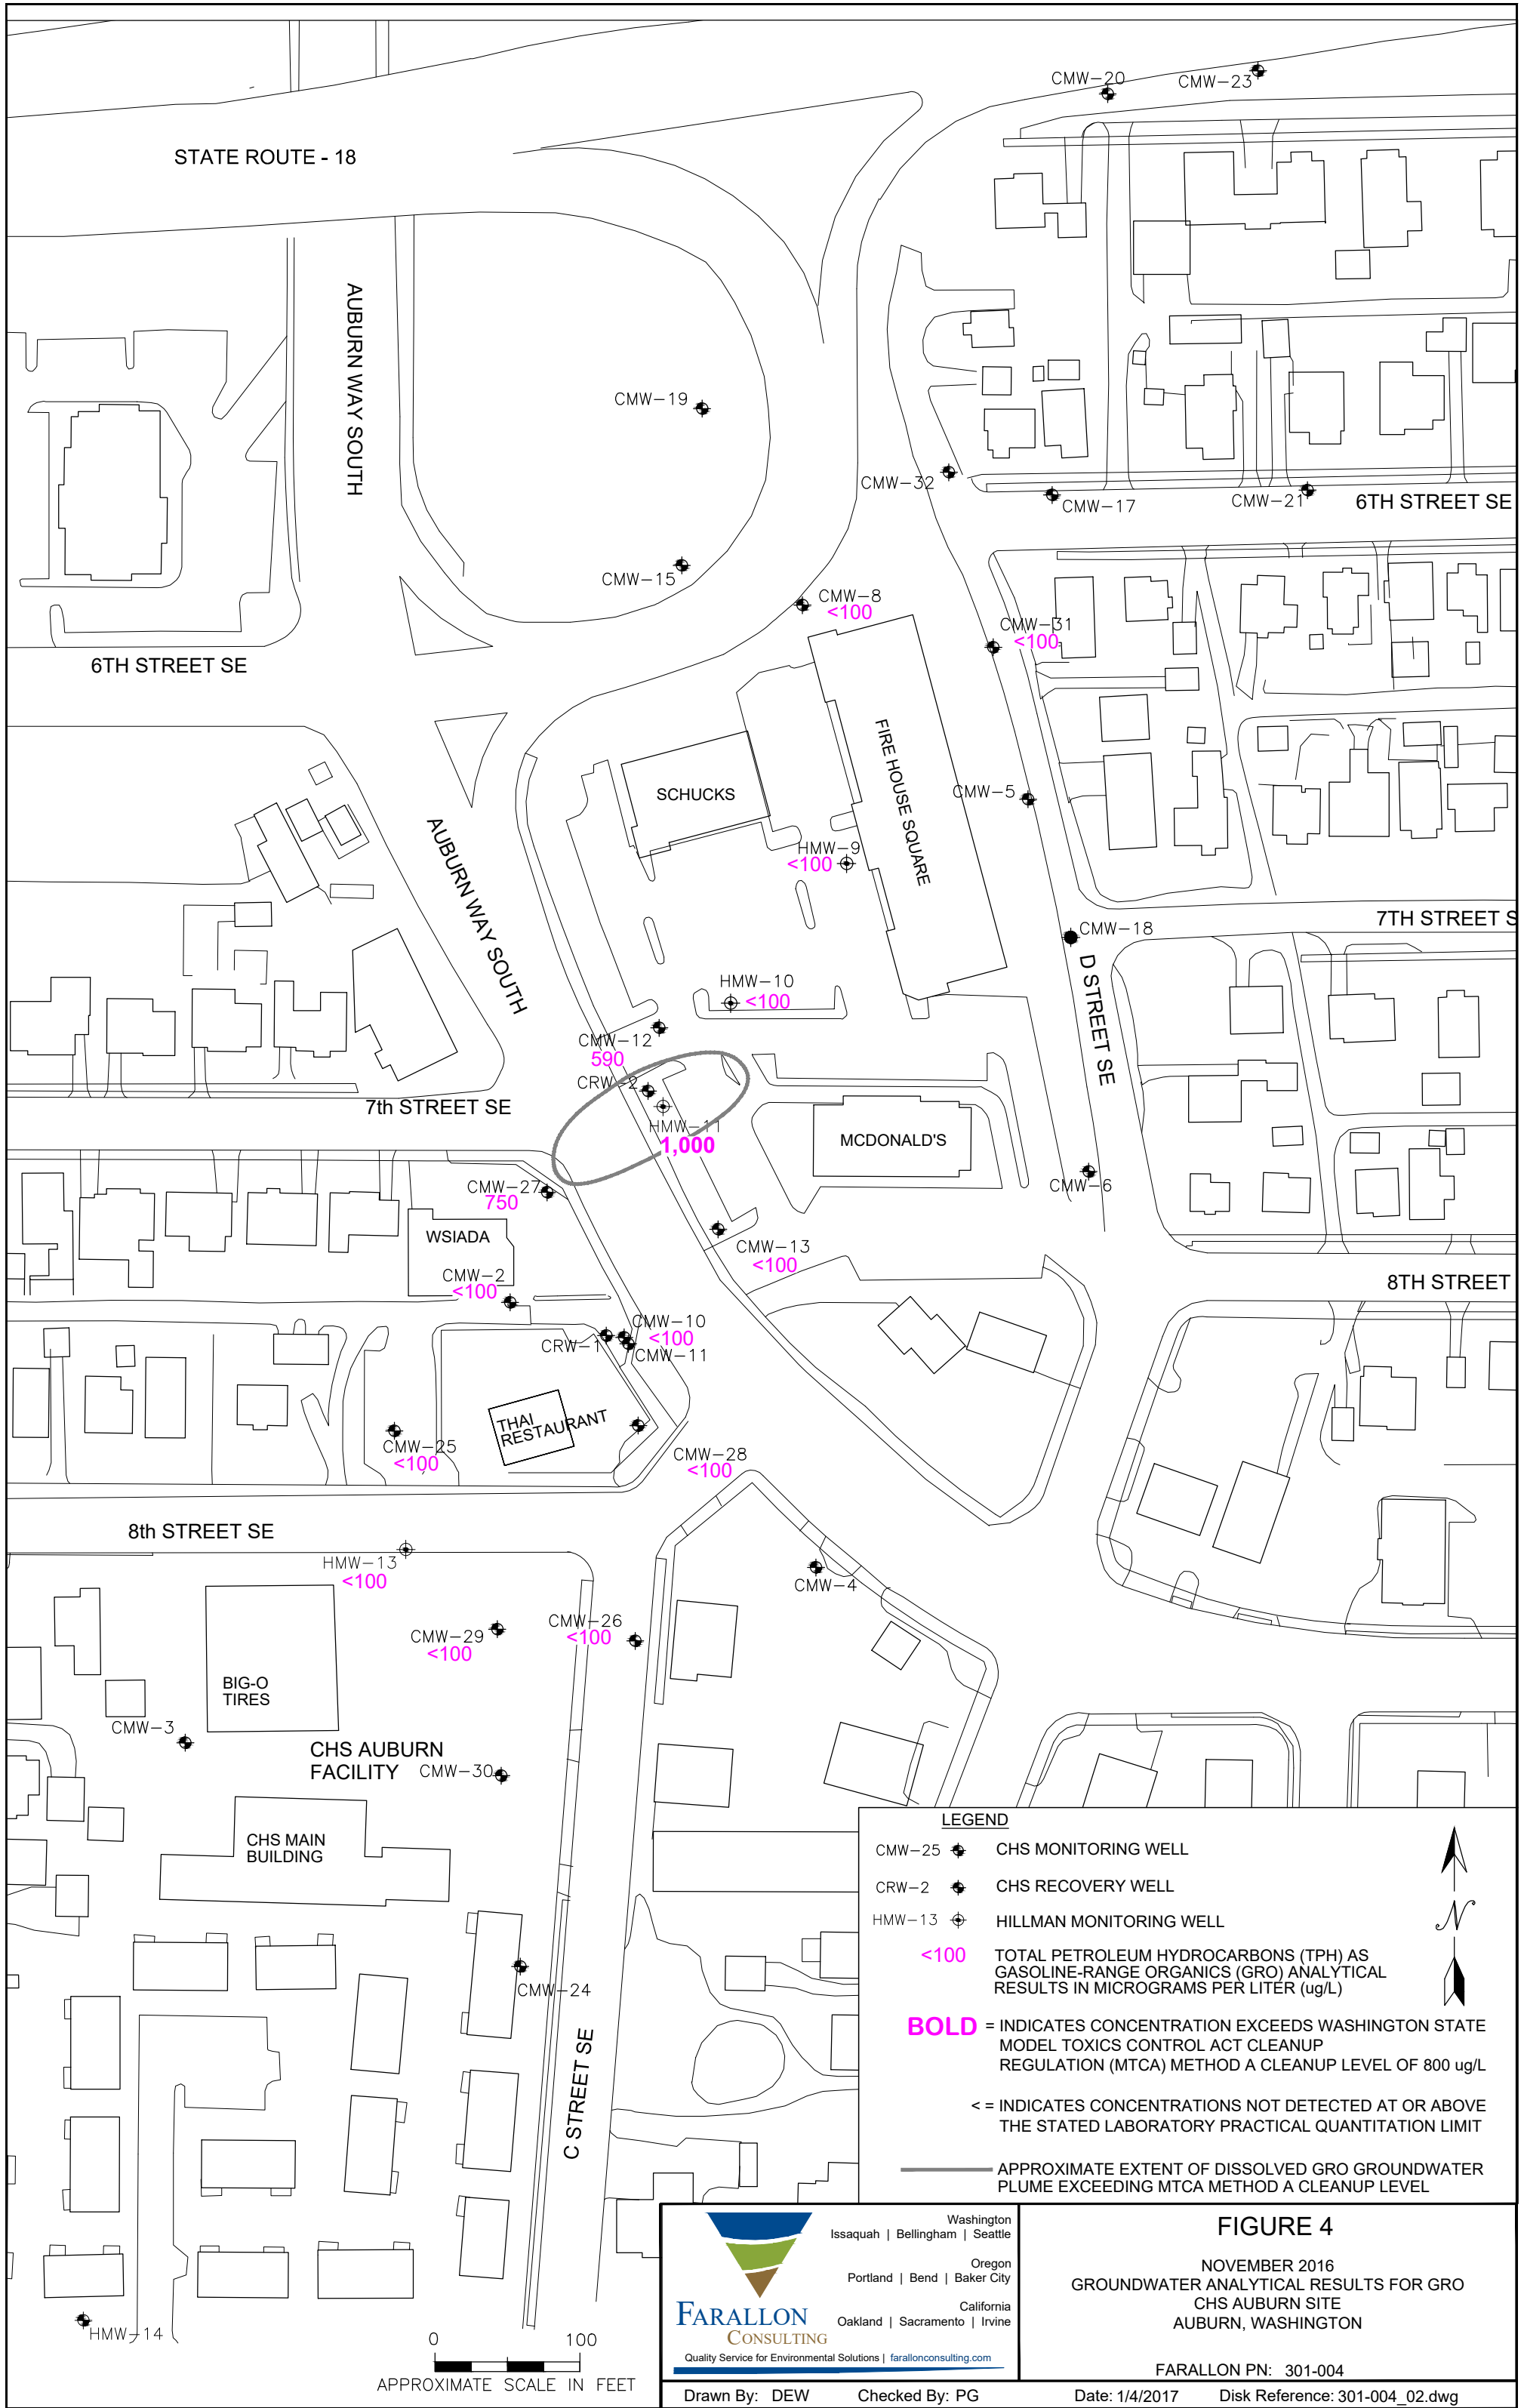 CMW-20
CMW-23
STATE ROUTE - 18
AUBURN WAY SOUTH
CMW-19
CMW-32
CMW-17
CMW-21
6TH STREET SE
CMW-15
CMW-8
<100
CMW-31
<100
6TH STREET SE
SCHUCKS
FIRE HOUSE SQUARE
CMW-5
AUBURN WAY SOUTH
HMW-9
<100
7TH STREET S
CMW-18
D STREET SE
HMW-10
<100
CMW-12
590
CRW-2
7th STREET SE
HMW-11
1,000
MCDONALD'S
CMW-6
CMW-27
750
WSIADA
CMW-13
<100
CMW-2
<100
8TH STREET
CMW-10
<100
CRW-1
CMW-11
THAI
RESTAURANT
CMW-25
<100
CMW-28
<100
8th STREET SE
HMW-13
<100
CMW-4
CMW-29
<100
CMW-26
<100
BIG-O
TIRES
CMW-3
CHS AUBURN
FACILITY
CMW-30
CHS MAIN
BUILDING
CMW-24
C STREET SE
HMW-14
0 100
APPROXIMATE SCALE IN FEET
LEGEND
CMW-25 CHS MONITORING WELL
CRW-2 CHS RECOVERY WELL
HMW-13 HILLMAN MONITORING WELL
N
<100 TOTAL PETROLEUM HYDROCARBONS (TPH) AS
GASOLINE-RANGE ORGANICS (GRO) ANALYTICAL
RESULTS IN MICROGRAMS PER LITER (ug/L)
BOLD = INDICATES CONCENTRATION EXCEEDS WASHINGTON STATE
MODEL TOXICS CONTROL ACT CLEANUP
REGULATION (MTCA) METHOD A CLEANUP LEVEL OF 800 ug/L
< = INDICATES CONCENTRATIONS NOT DETECTED AT OR ABOVE
THE STATED LABORATORY PRACTICAL QUANTITATION LIMIT
APPROXIMATE EXTENT OF DISSOLVED GRO GROUNDWATER
PLUME EXCEEDING MTCA METHOD A CLEANUP LEVEL
Washington
Issaquah | Bellingham | Seattle
Oregon
Portland | Bend | Baker City
California
Oakland | Sacramento | Irvine
FARALLON
CONSULTING
Quality Service for Environmental Solutions | farallonconsulting.com
FIGURE 4
NOVEMBER 2016
GROUNDWATER ANALYTICAL RESULTS FOR GRO
CHS AUBURN SITE
AUBURN, WASHINGTON
FARALLON PN: 301-004
Drawn By: DEW Checked By: PG Date: 1/4/2017 Disk Reference: 301-004_02.dwg